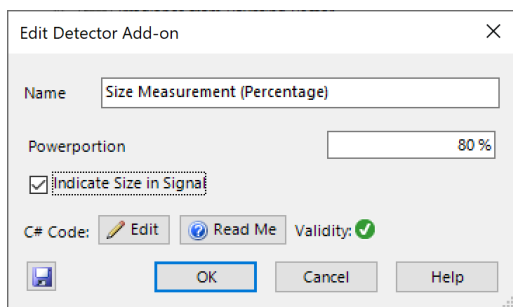 Edit Detector Add-on
Name Size Measurement (Percentage)
Powerportion 80 %
Indicate Size in Signal
C# Code: Edit Read Me Validity:
OK Cancel Help